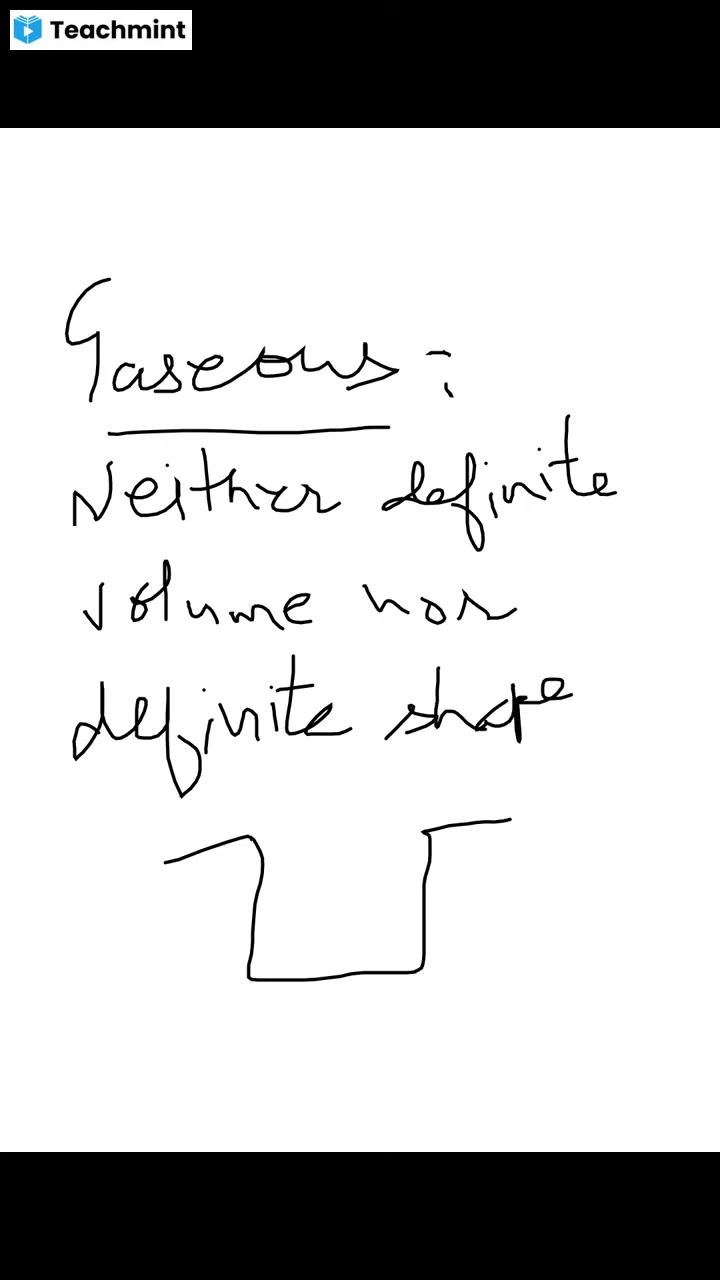 Teachmint
Gaseous :
Neither definite
volume nor
definite shape